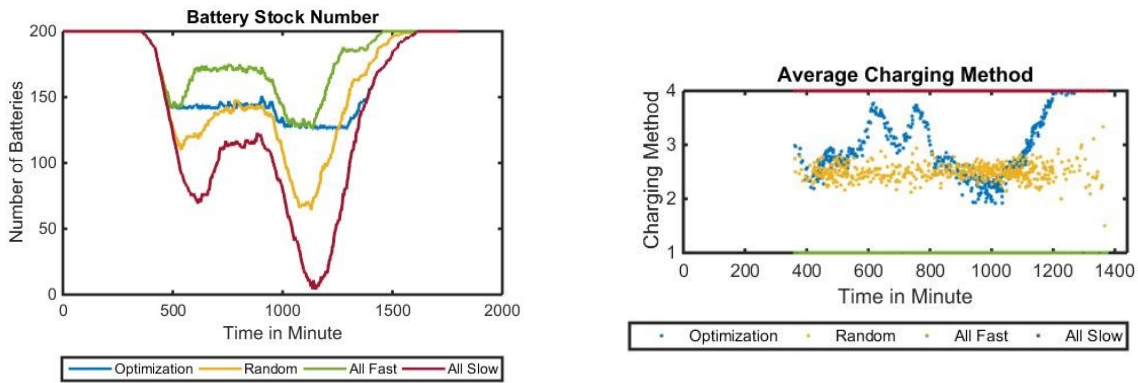 Battery Stock Number
200
150
100
50
0
Number of Batteries
0 500 1000 1500 2000
Time in Minute
Optimization Random All Fast All Slow
Average Charging Method
4
3
2
1
Charging Method
0 200 400 600 800 1000 1200 1400
Time in Minute
Optimization Random All Fast All Slow